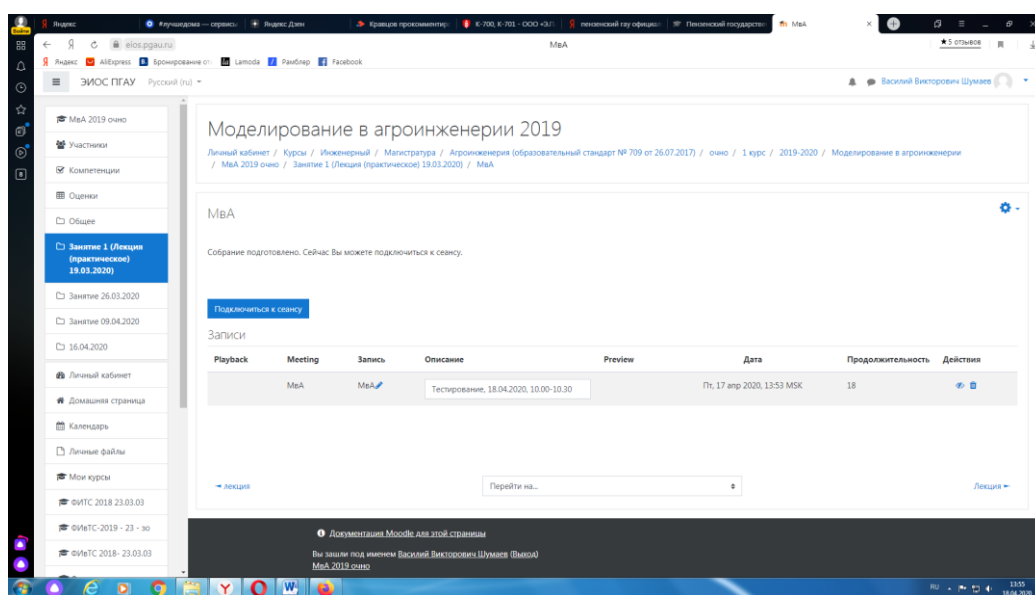 Яндекс
#лучшедома — сервисы
Яндекс Дзен
Кравцов прокомментир
К-700, К-701 - ООО «ЭЛ
пензенский гау официал
Пензенский государстве
МвА
Войти
eios.pgau.ru
МвА
★5 отзывов
Яндекс
AliExpress
Бронирование от
Lamoda
Рамблер
Facebook
ЭИОС ПГАУ
Русский (ru)
Василий Викторович Шумаев
МвА 2019 очно
Участники
Компетенции
Оценки
Общее
Занятие 1 (Лекция
(практическое)
19.03.2020)
Занятие 26.03.2020
Занятие 09.04.2020
16.04.2020
Личный кабинет
Домашняя страница
Календарь
Личные файлы
Мои курсы
ФИТС 2018 23.03.03
ФИвТС-2019 - 23 - зо
ФИвТС 2018- 23.03.03
Моделирование в агроинженерии 2019
Личный кабинет / Курсы / Инженерный / Магистратура / Агроинженерия (образовательный стандарт № 709 от 26.07.2017) / очно / 1 курс / 2019-2020 / Моделирование в агроинженерии
/ МвА 2019 очно / Занятие 1 (Лекция (практическое) 19.03.2020) / МвА
МвА
Собрание подготовлено. Сейчас Вы можете подключиться к сеансу.
Подключиться к сеансу
Записи
Playback Meeting Запись Описание Preview Дата Продолжительность Действия
МвА МвА Тестирование, 18.04.2020, 10.00-10.30 Пт, 17 апр 2020, 13:53 MSK 18
◄ лекция
Перейти на...
Лекция ►
Документация Moodle для этой страницы
Вы зашли под именем Василий Викторович Шумаев (Выход)
МвА 2019 очно
RU
13:55
18.04.2020